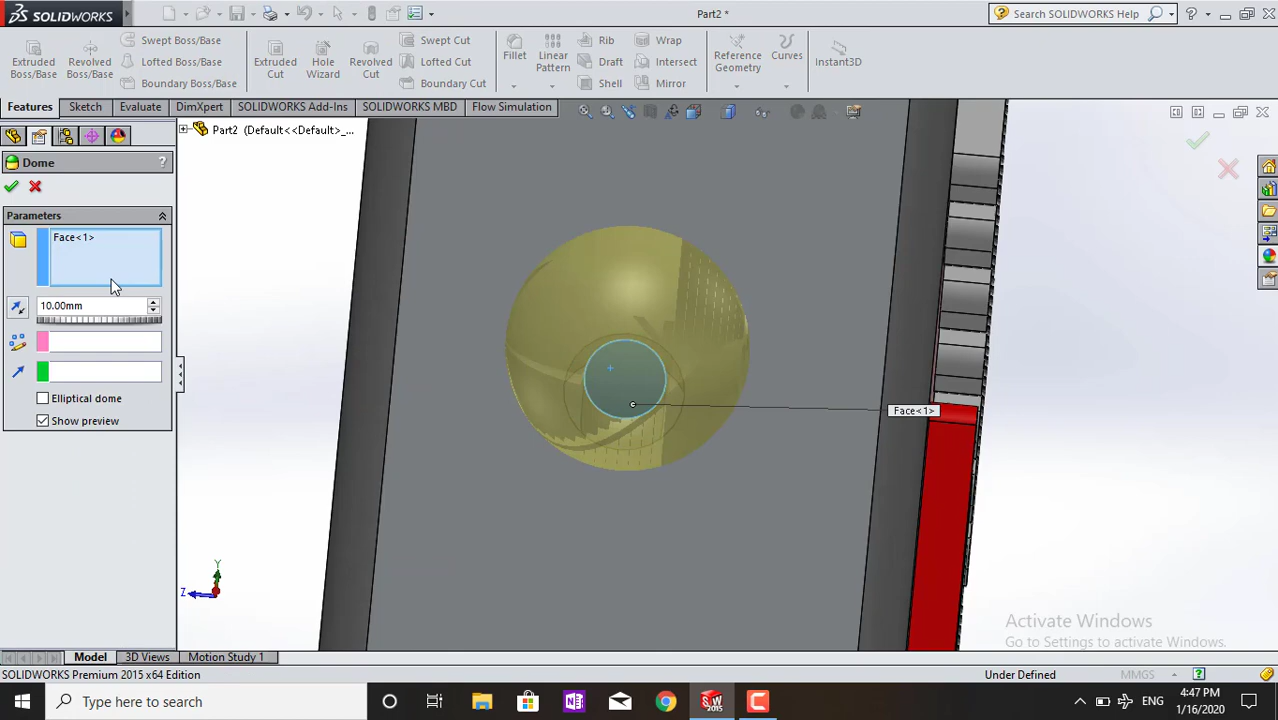 SOLIDWORKS
Part2 *
Search SOLIDWORKS Help
?
Extruded Boss/Base
Revolved Boss/Base
Swept Boss/Base
Lofted Boss/Base
Boundary Boss/Base
Extruded Cut
Hole Wizard
Revolved Cut
Swept Cut
Lofted Cut
Boundary Cut
Fillet
Linear Pattern
Rib
Draft
Shell
Wrap
Intersect
Mirror
Reference Geometry
Curves
Instant3D
Features
Sketch
Evaluate
DimXpert
SOLIDWORKS Add-Ins
SOLIDWORKS MBD
Flow Simulation
Part2 (Default<<Default>_...
Dome
?
Parameters
Face<1>
10.00mm
Elliptical dome
Show preview
Face<1>
Y
Z
Activate Windows
Go to Settings to activate Windows.
Model
3D Views
Motion Study 1
SOLIDWORKS Premium 2015 x64 Edition
Under Defined
MMGS
?
Type here to search
SW
2015
ENG
4:47 PM
1/16/2020